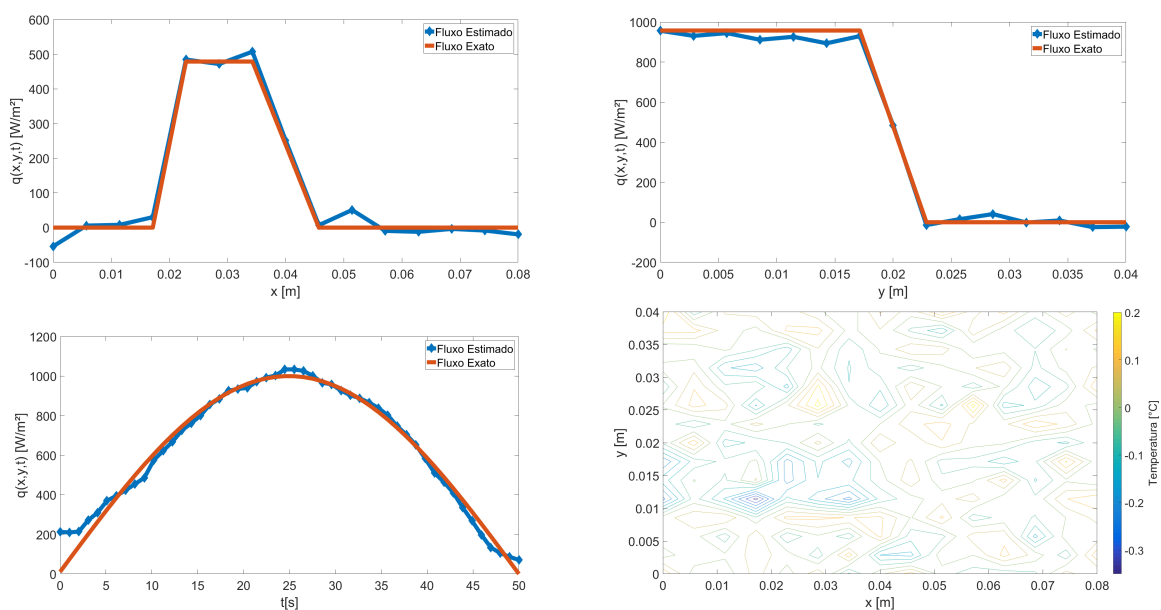 600
500
400
300
200
100
0
-100
q(x,y,t) [W/m²]
Fluxo Estimado
Fluxo Exato
0 0.01 0.02 0.03 0.04 0.05 0.06 0.07 0.08
x [m]
1000
800
600
400
200
0
-200
q(x,y,t) [W/m²]
Fluxo Estimado
Fluxo Exato
0 0.005 0.01 0.015 0.02 0.025 0.03 0.035 0.04
y [m]
1200
1000
800
600
400
200
0
q(x,y,t) [W/m²]
Fluxo Estimado
Fluxo Exato
0 5 10 15 20 25 30 35 40 45 50
t[s]
0.04
0.035
0.03
0.025
0.02
0.015
0.01
0.005
0
y [m]
0 0.01 0.02 0.03 0.04 0.05 0.06 0.07 0.08
x [m]
0.2
0.1
0
-0.1
-0.2
-0.3
Temperatura [°C]